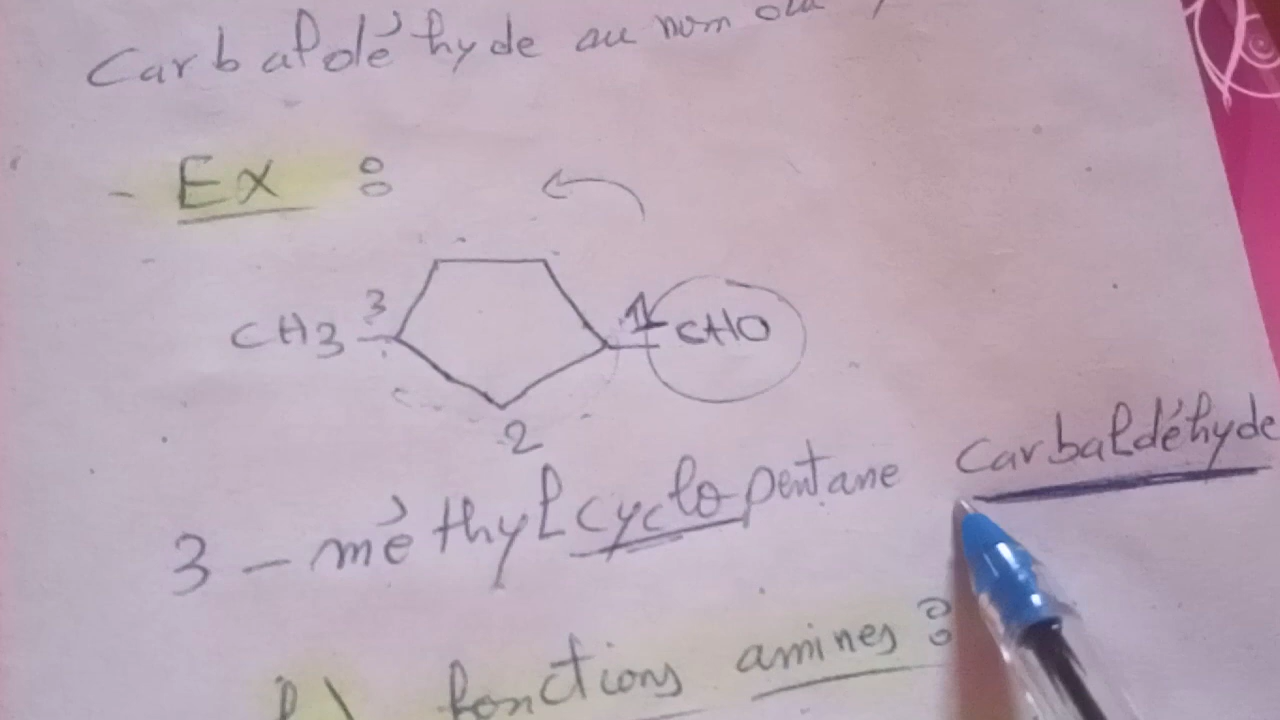 Carbaldéhyde au nom
- Ex :
3 1
CH3 CHO
2
3 - méthylcyclopentane Carbaldéhyde
fonctions amines :